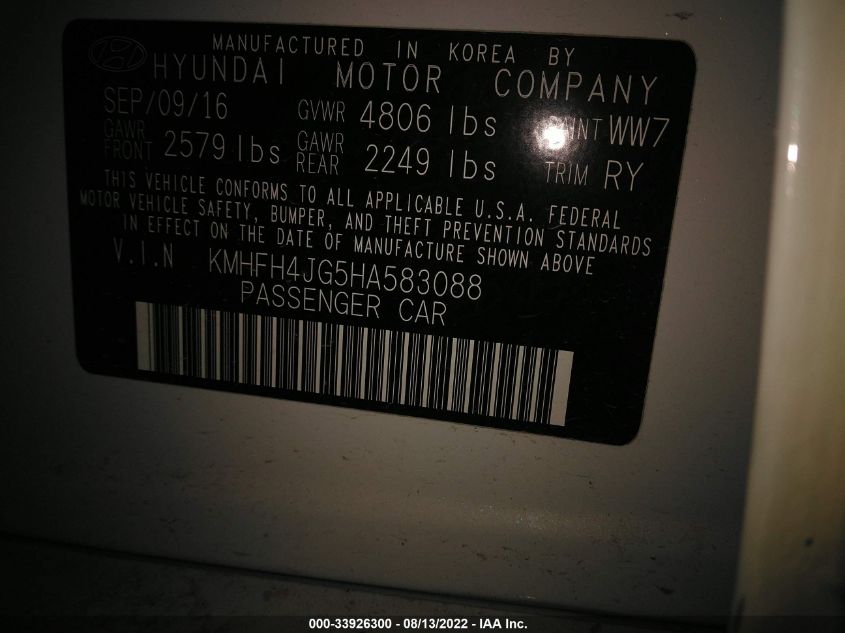 MANUFACTURED IN KOREA BY
HYUNDAI MOTOR COMPANY
SEP/09/16 GVWR 4806 lbs PAINT WW7
GAWR FRONT 2579 lbs GAWR REAR 2249 lbs TRIM RY
THIS VEHICLE CONFORMS TO ALL APPLICABLE U.S.A. FEDERAL
MOTOR VEHICLE SAFETY, BUMPER, AND THEFT PREVENTION STANDARDS
IN EFFECT ON THE DATE OF MANUFACTURE SHOWN ABOVE
V.I.N KMHFH4JG5HA583088
PASSENGER CAR
000-33926300 - 08/13/2022 - IAA Inc.